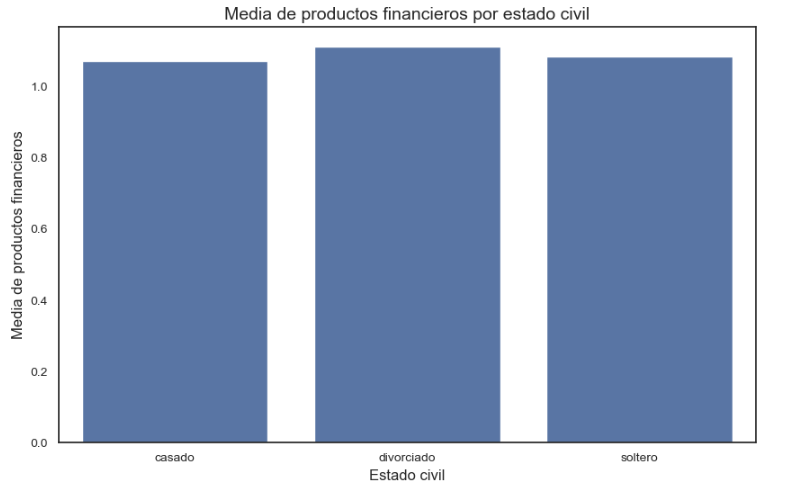 Media de productos financieros por estado civil
Media de productos financieros
1.0
0.8
0.6
0.4
0.2
0.0
casado divorciado soltero
Estado civil